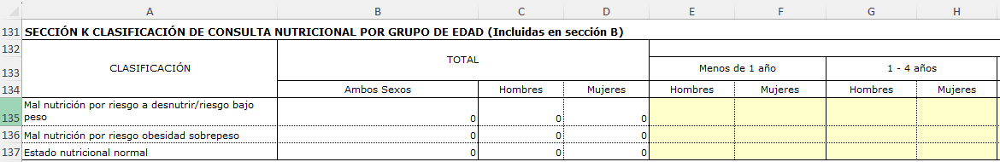 A B C D E F G H
131 SECCIÓN K CLASIFICACIÓN DE CONSULTA NUTRICIONAL POR GRUPO DE EDAD (Incluidas en sección B)
132
CLASIFICACIÓN TOTAL
133 Menos de 1 año 1 - 4 años
134 Ambos Sexos Hombres Mujeres Hombres Mujeres Hombres Mujeres
Mal nutrición por riesgo a desnutrir/riesgo bajo
135 peso 0 0 0
136 Mal nutrición por riesgo obesidad sobrepeso 0 0 0
137 Estado nutricional normal 0 0 0